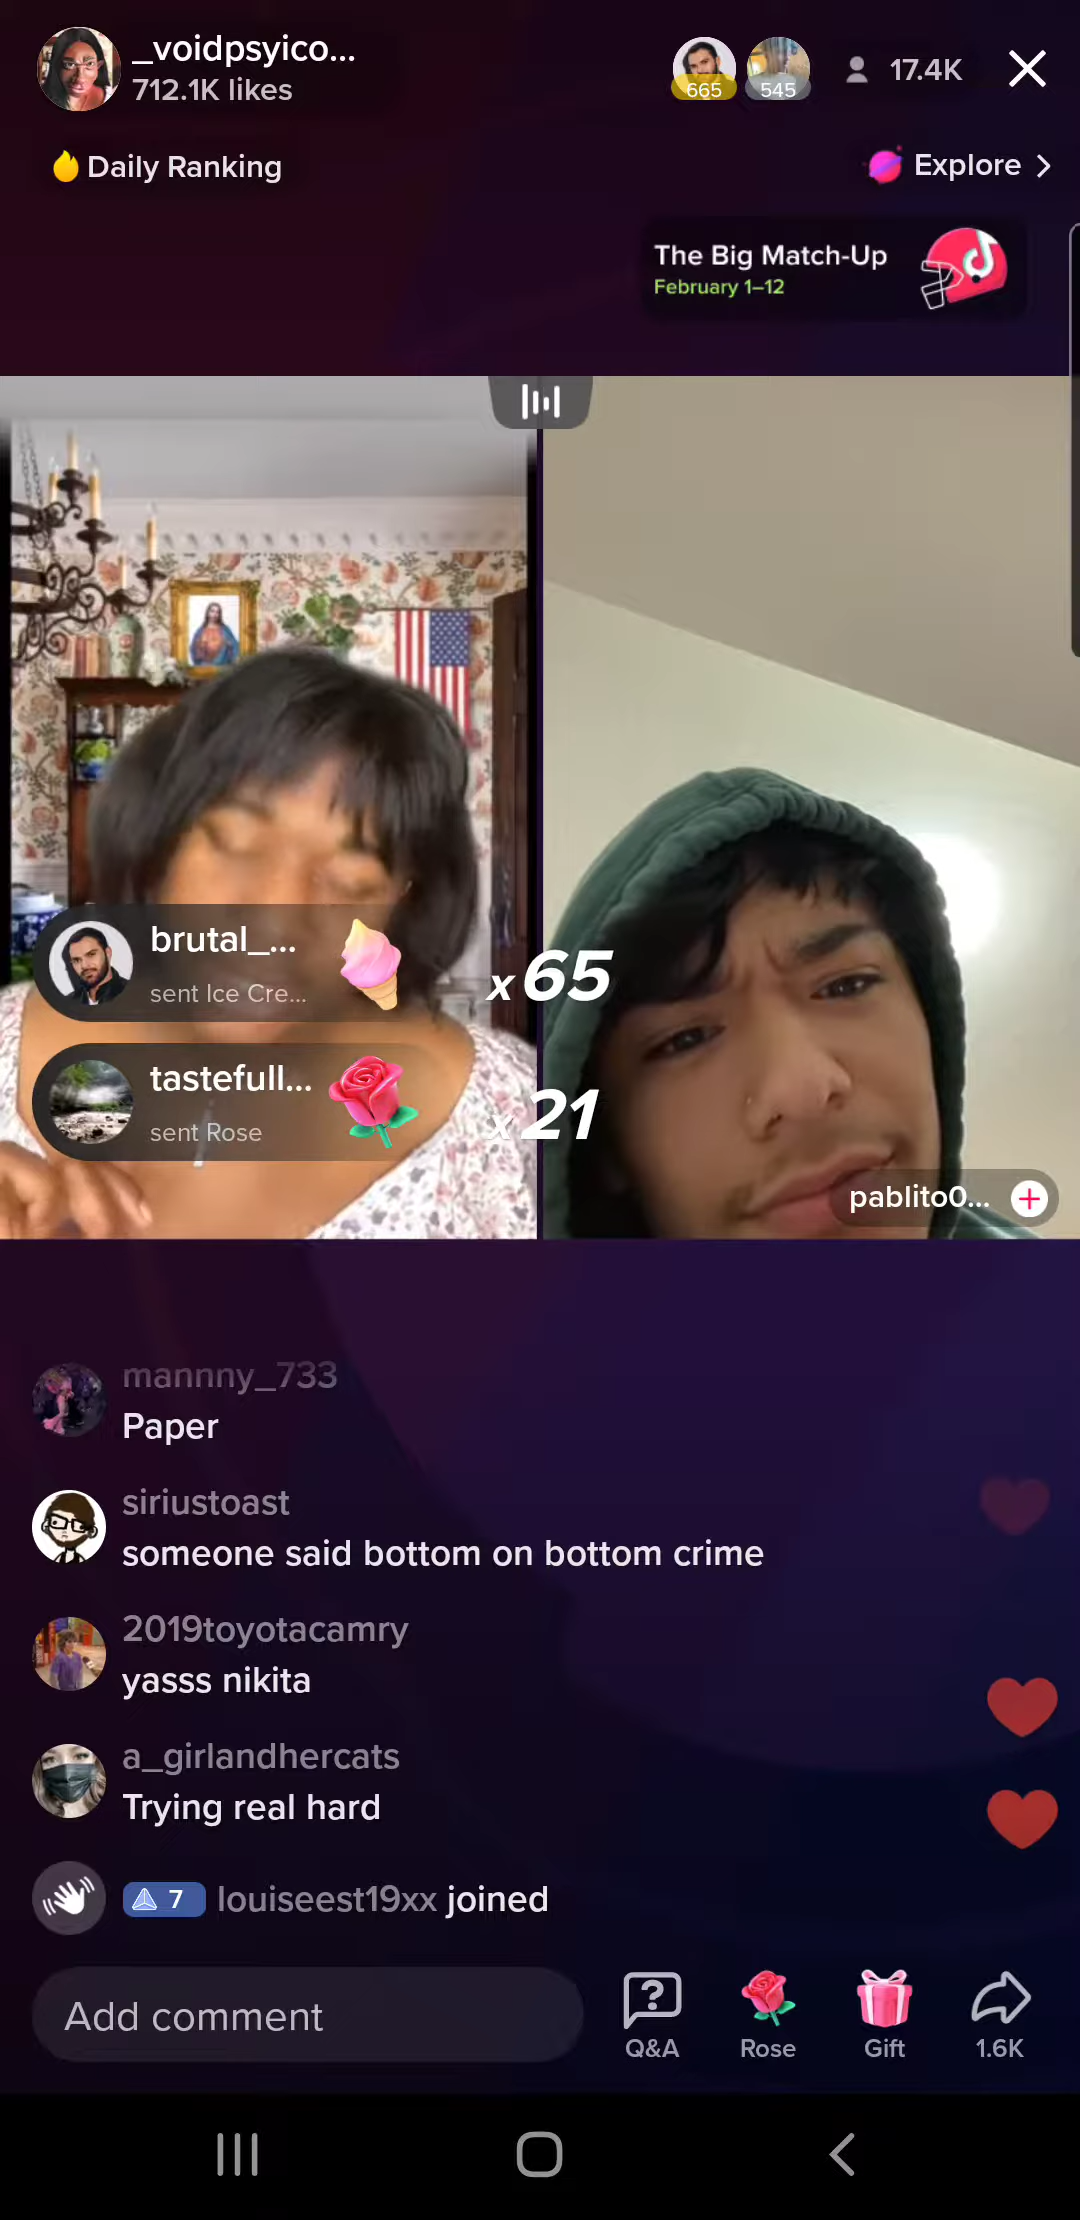 _voidpsyico...
712.1K likes
665
545
17.4K
Daily Ranking
Explore
The Big Match-Up
February 1–12
brutal_...
sent Ice Cre...
x65
tastefull...
sent Rose
x21
pablito0...
mannny_733
Paper
siriustoast
someone said bottom on bottom crime
2019toyotacamry
yasss nikita
a_girlandhercats
Trying real hard
7 louiseest19xx joined
Add comment
Q&A
Rose
Gift
1.6K